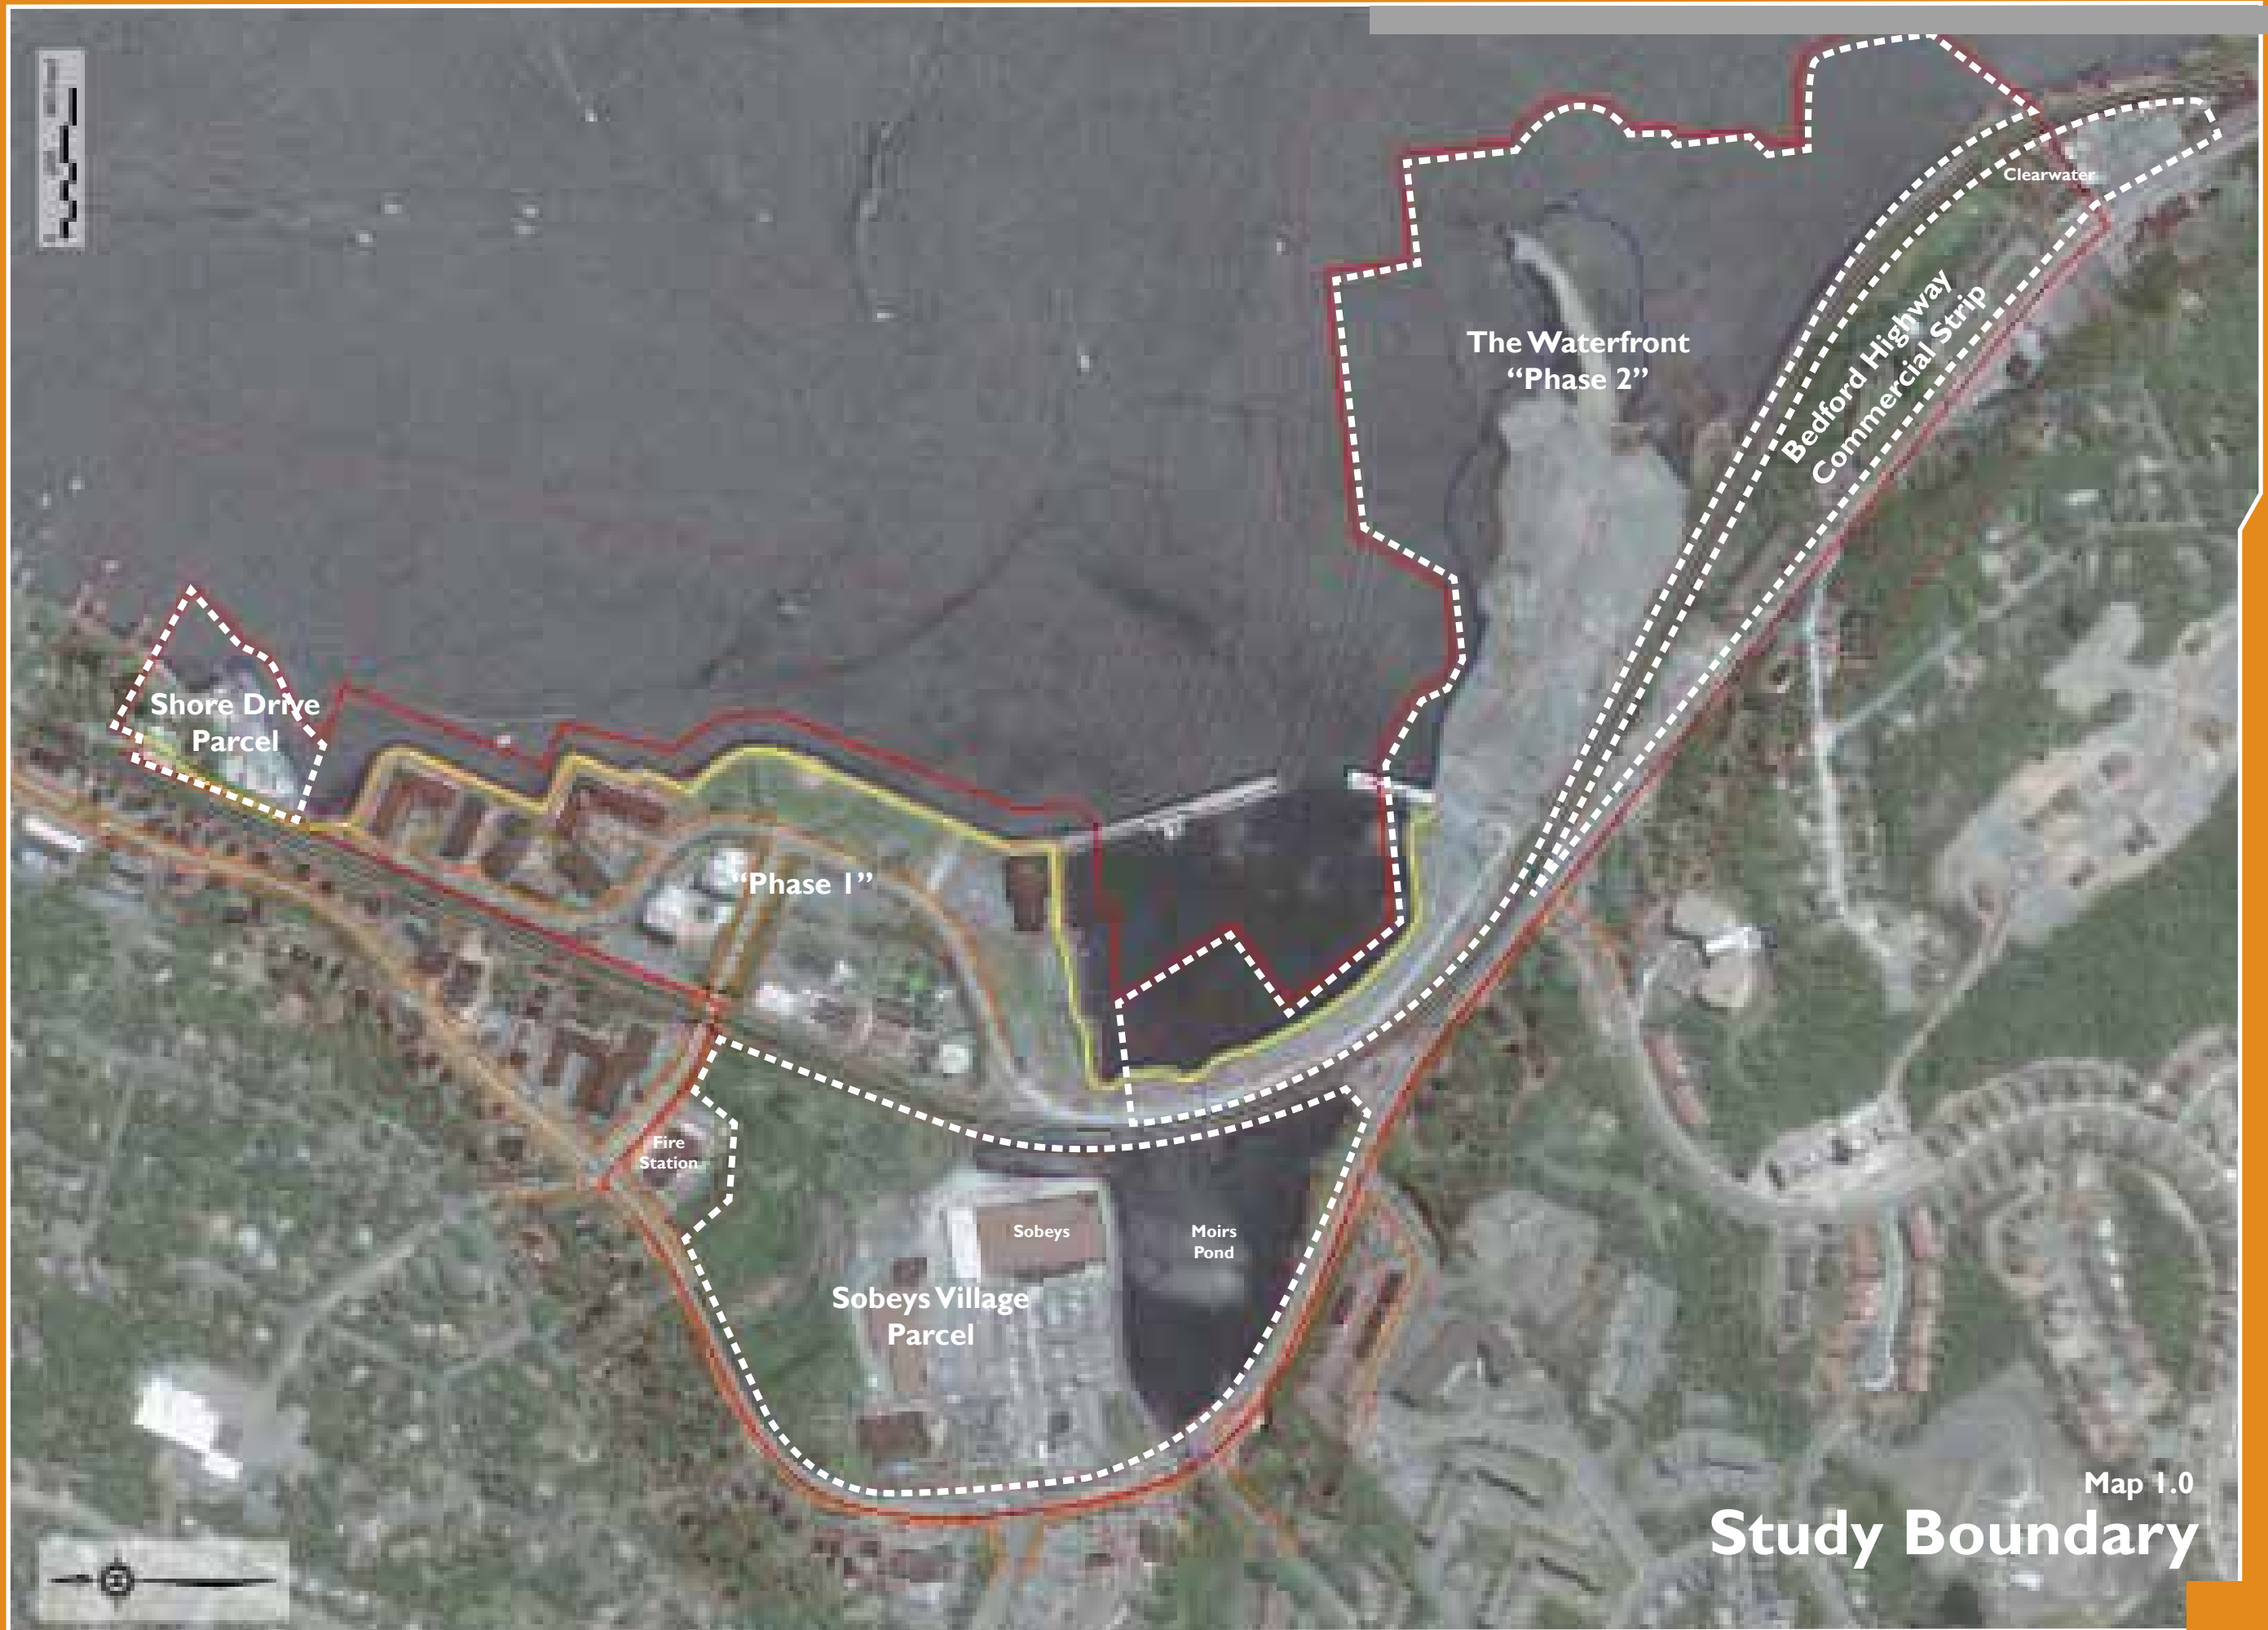 Clearwater
The Waterfront
“Phase 2”
Bedford Highway
Commercial Strip
Shore Drive
Parcel
“Phase 1”
Fire
Station
Sobeys
Moirs
Pond
Sobeys Village
Parcel
Map 1.0
Study Boundary